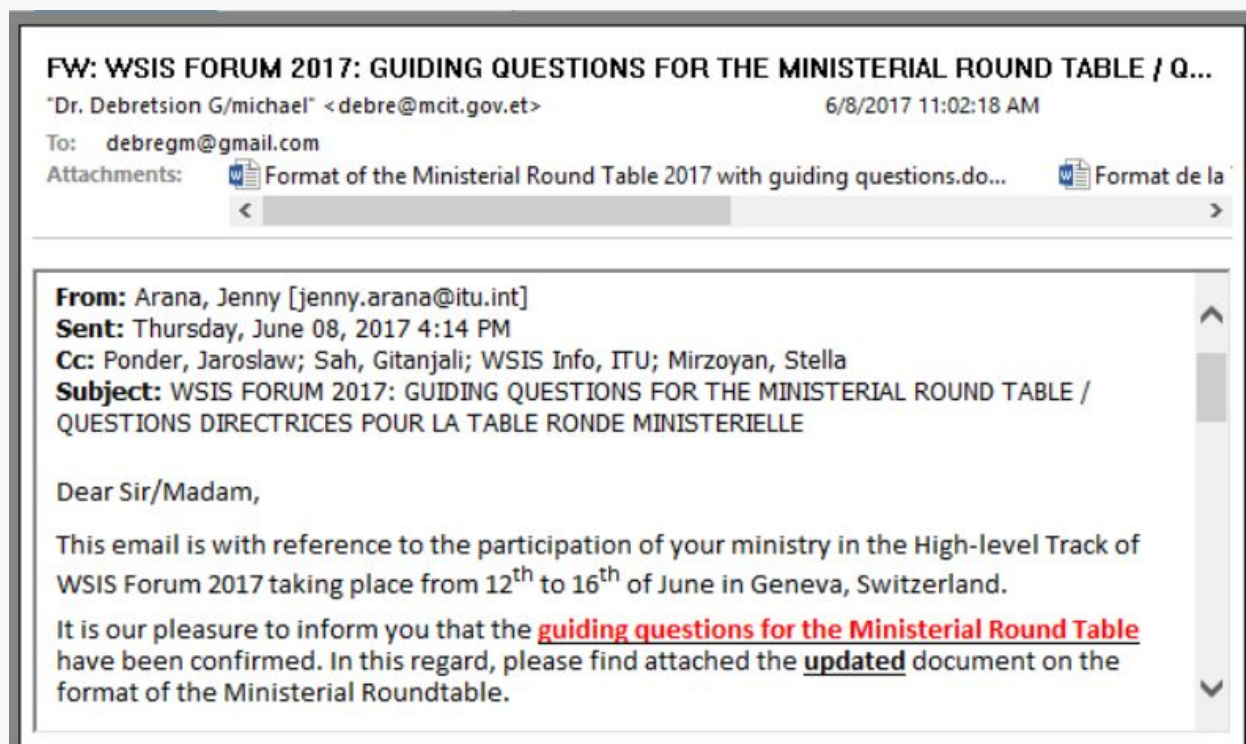 FW: WSIS FORUM 2017: GUIDING QUESTIONS FOR THE MINISTERIAL ROUND TABLE / Q...
"Dr. Debretsion G/michael" <debre@mcit.gov.et> 6/8/2017 11:02:18 AM
To: debregm@gmail.com
Attachments: Format of the Ministerial Round Table 2017 with guiding questions.do... Format de la
From: Arana, Jenny [jenny.arana@itu.int]
Sent: Thursday, June 08, 2017 4:14 PM
Cc: Ponder, Jaroslaw; Sah, Gitanjali; WSIS Info, ITU; Mirzoyan, Stella
Subject: WSIS FORUM 2017: GUIDING QUESTIONS FOR THE MINISTERIAL ROUND TABLE /
QUESTIONS DIRECTRICES POUR LA TABLE RONDE MINISTERIELLE
Dear Sir/Madam,
This email is with reference to the participation of your ministry in the High-level Track of
WSIS Forum 2017 taking place from 12th to 16th of June in Geneva, Switzerland.
It is our pleasure to inform you that the guiding questions for the Ministerial Round Table
have been confirmed. In this regard, please find attached the updated document on the
format of the Ministerial Roundtable.